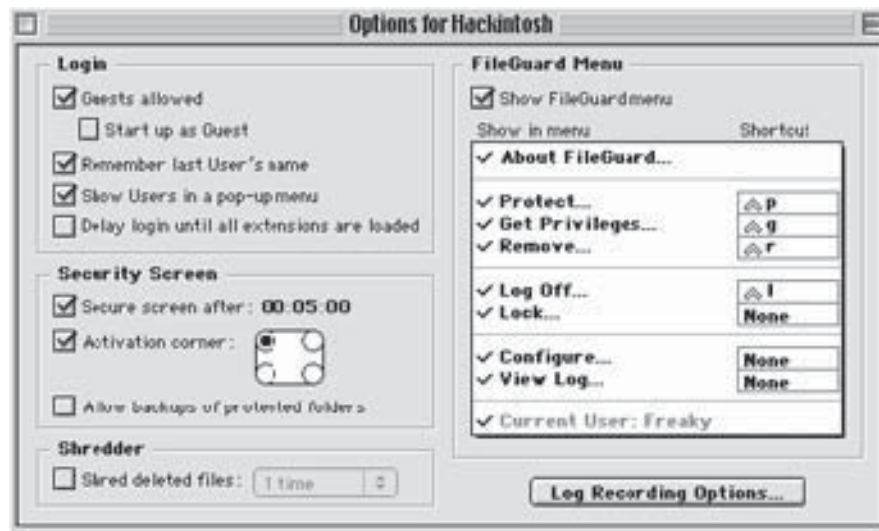 Options for Hackintosh
Login
Guests allowed
Start up as Guest
Remember last User's name
Show Users in a pop-up menu
Delay login until all extensions are loaded
Security Screen
Secure screen after: 00:05:00
Activation corner:
Allow backups of protected folders
Shredder
Shred deleted files: 1 time
FileGuard Menu
Show FileGuard menu
Show in menu Shortcut
About FileGuard...
Protect... p
Get Privileges... g
Remove... r
Log Off... l
Lock... None
Configure... None
View Log... None
Current User: Freaky
Log Recording Options...